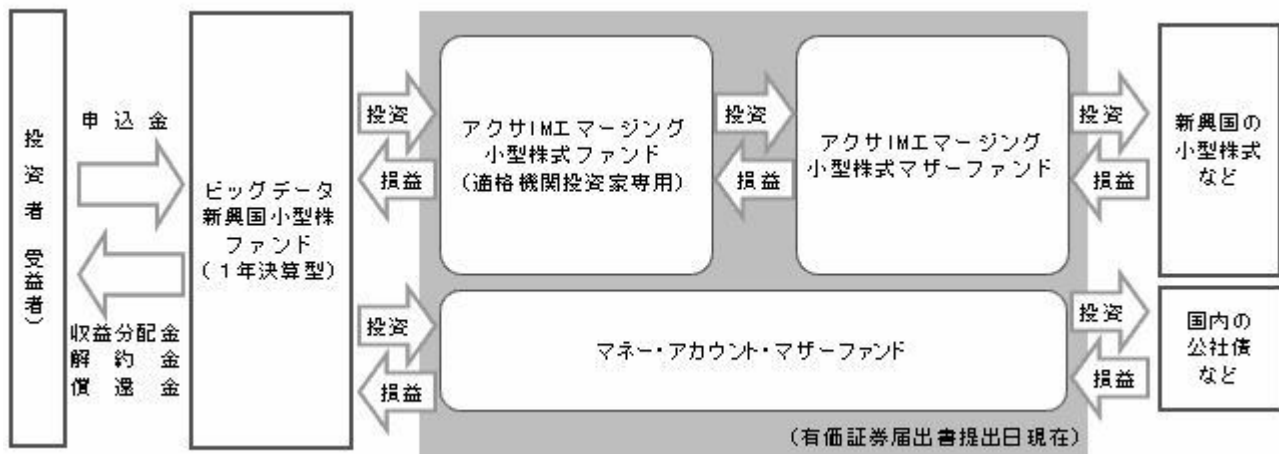 投資者 受益者）
申込金
収益分配金
解約金
償還金
ビッグデータ
新興国小型株
ファンド
（１年決算型）
投資
損益
アクサIMエマージング
小型株式ファンド
（適格機関投資家専用）
投資
損益
アクサIMエマージング
小型株式マザーファンド
投資
損益
新興国の
小型株式
など
投資
損益
マネー・アカウント・マザーファンド
投資
損益
国内の
公社債
など
（有価証券届出書提出日現在）